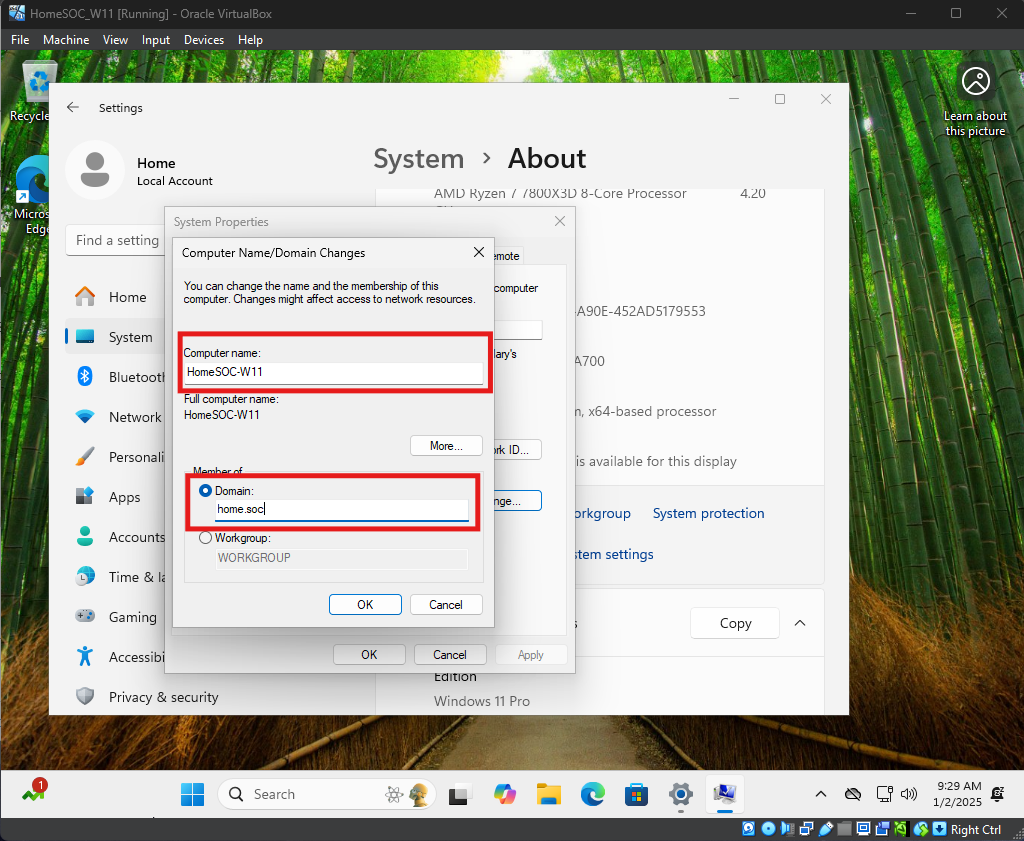 HomeSOC_W11 [Running] - Oracle VirtualBox
File Machine View Input Devices Help
Recycle
Learn about
this picture
Micros
Edge
Settings
Home
Local Account
Find a setting
Home
System
Bluetooth
Network
Personali
Apps
Accounts
Time & la
Gaming
Accessibi
Privacy & security
System > About
AMD Ryzen 7 7800X3D 8-Core Processor 4.20
-A90E-452AD5179553
A700
m, x64-based processor
is available for this display
orkgroup System protection
stem settings
s
Copy
Edition
Windows 11 Pro
System Properties
emote
computer
lary's
rk ID...
nge...
OK Cancel Apply
Computer Name/Domain Changes
You can change the name and the membership of this
computer. Changes might affect access to network resources.
Computer name:
HomeSOC-W11
Full computer name:
HomeSOC-W11
More...
Member of
Domain:
home.soc
Workgroup:
WORKGROUP
OK Cancel
1
Search
9:29 AM
1/2/2025
Right Ctrl